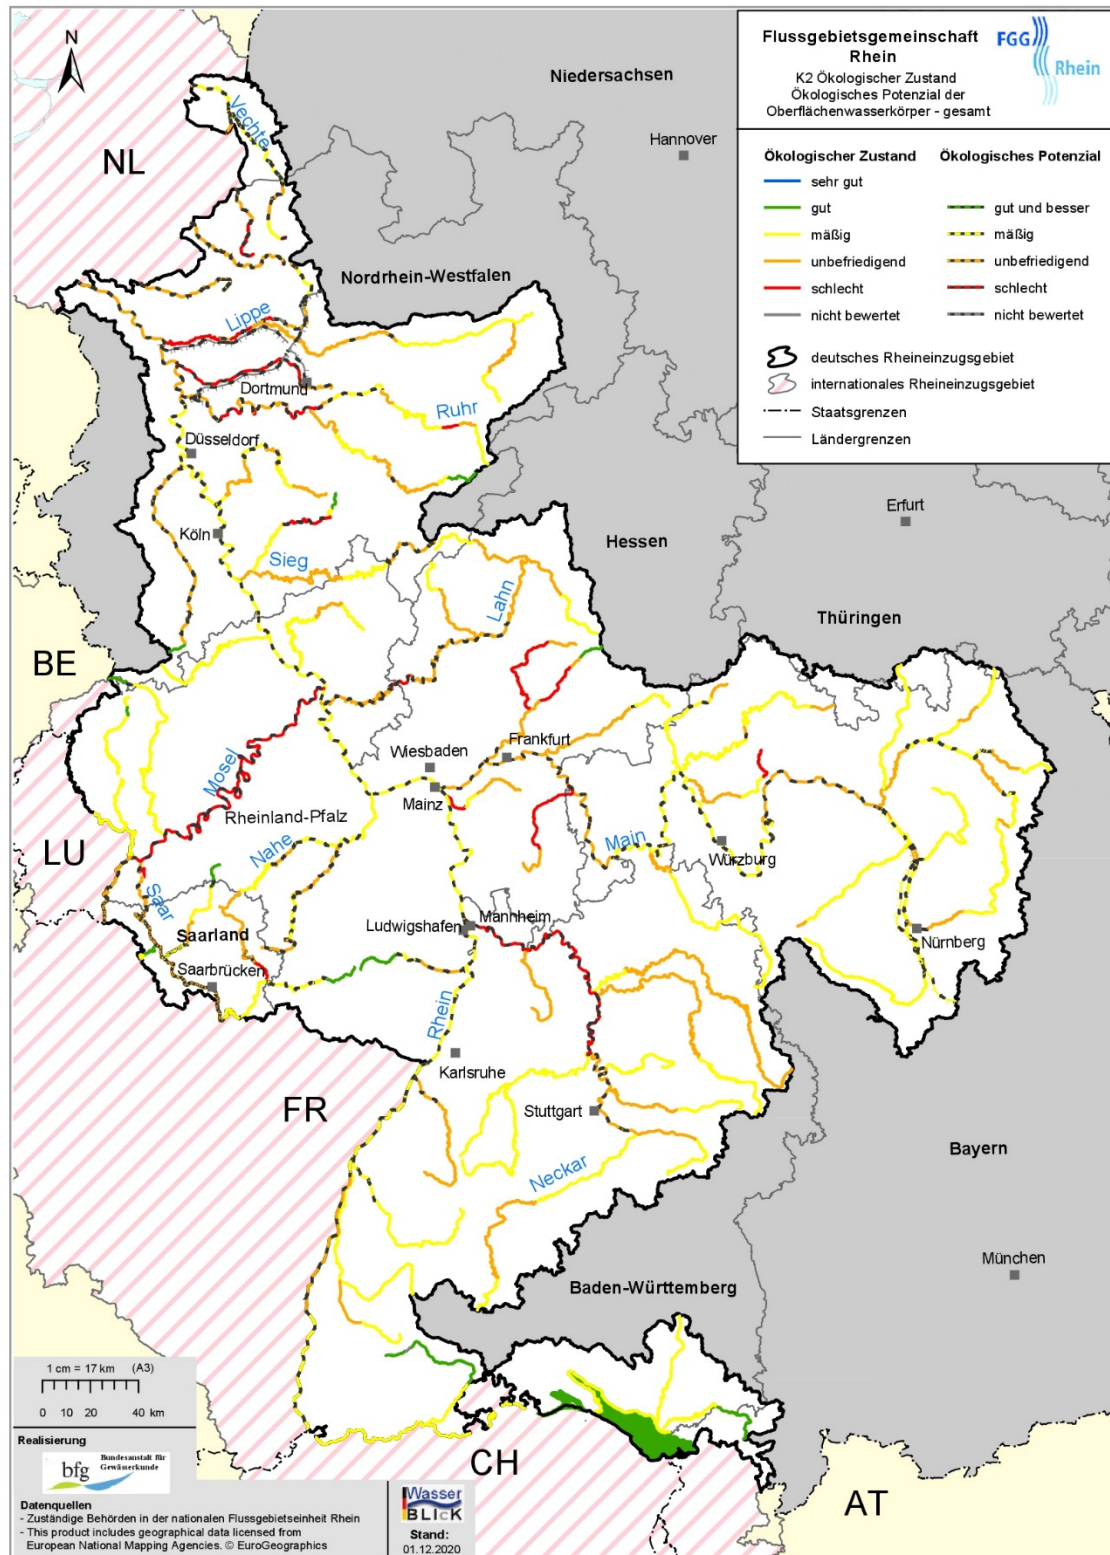 Flussgebietsgemeinschaft
Rhein
FGG
Rhein
K2 Ökologischer Zustand
Ökologisches Potenzial der
Oberflächenwasserkörper - gesamt
Ökologischer Zustand
Ökologisches Potenzial
sehr gut
gut
gut und besser
mäßig
mäßig
unbefriedigend
unbefriedigend
schlecht
schlecht
nicht bewertet
nicht bewertet
deutsches Rheineinzugsgebiet
internationales Rheineinzugsgebiet
Staatsgrenzen
Ländergrenzen
N
Niedersachsen
Vechte
Hannover
NL
Nordrhein-Westfalen
Lippe
Dortmund
Ruhr
Düsseldorf
Erfurt
Köln
Hessen
Sieg
Lahn
Thüringen
BE
Mosel
Frankfurt
Wiesbaden
Mainz
Rheinland-Pfalz
Main
Würzburg
Nahe
LU
Saar
Saarland
Ludwigshafen
Mannheim
Nürnberg
Saarbrücken
Rhein
Karlsruhe
FR
Stuttgart
Bayern
Neckar
München
Baden-Württemberg
CH
AT
1 cm = 17 km (A3)
0 10 20 40 km
Realisierung
bfg
Bundesanstalt für
Gewässerkunde
Datenquellen
- Zuständige Behörden in der nationalen Flussgebietseinheit Rhein
- This product includes geographical data licensed from
European National Mapping Agencies. © EuroGeographics
Wasser
BLIcK
Stand:
01.12.2020